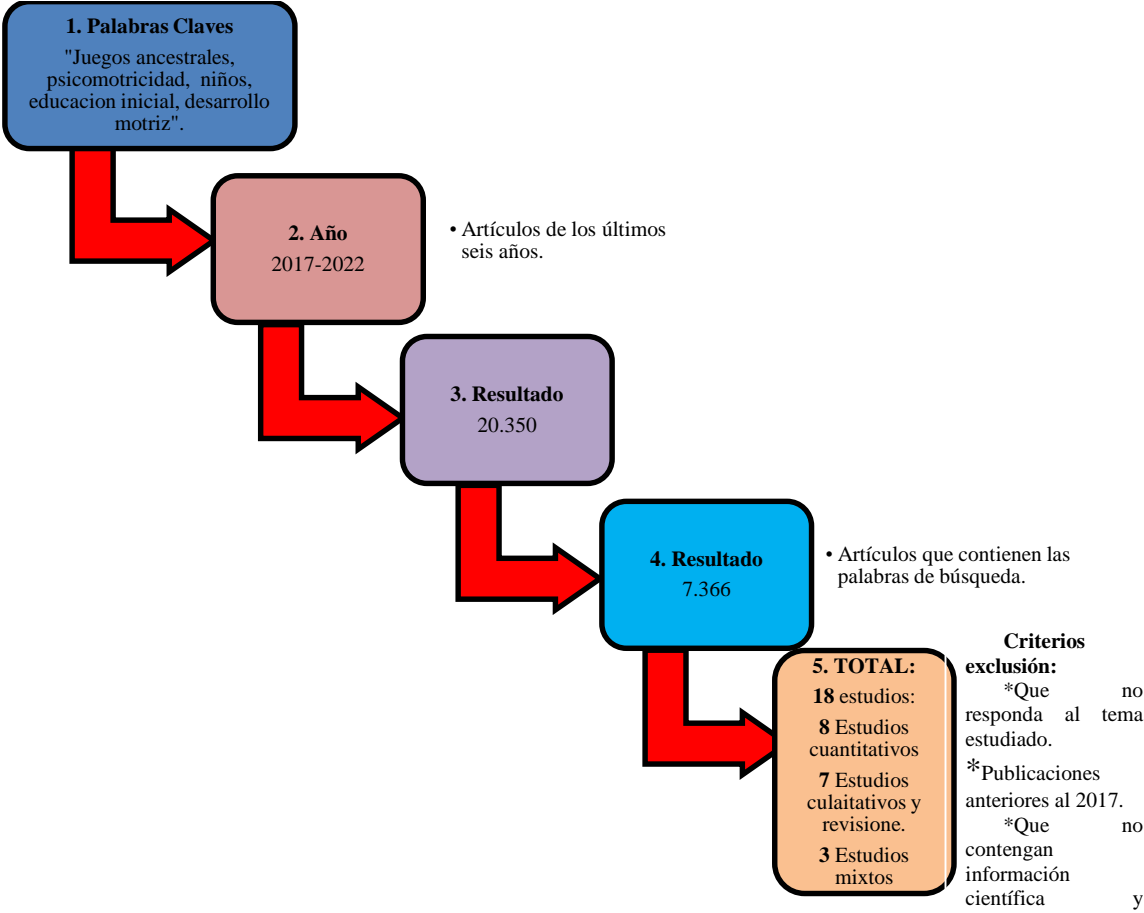 1. Palabras Claves
"Juegos ancestrales,
psicomotricidad, niños,
educacion inicial, desarrollo
motriz".
2. Año
2017-2022
• Artículos de los últimos
seis años.
3. Resultado
20.350
4. Resultado
7.366
• Artículos que contienen las
palabras de búsqueda.
5. TOTAL:
18 estudios:
8 Estudios
cuantitativos
7 Estudios
culaitativos y
revisione.
3 Estudios
mixtos
Criterios
exclusión:
*Que no
responda al tema
estudiado.
*Publicaciones
anteriores al 2017.
*Que no
contengan
información
científica y